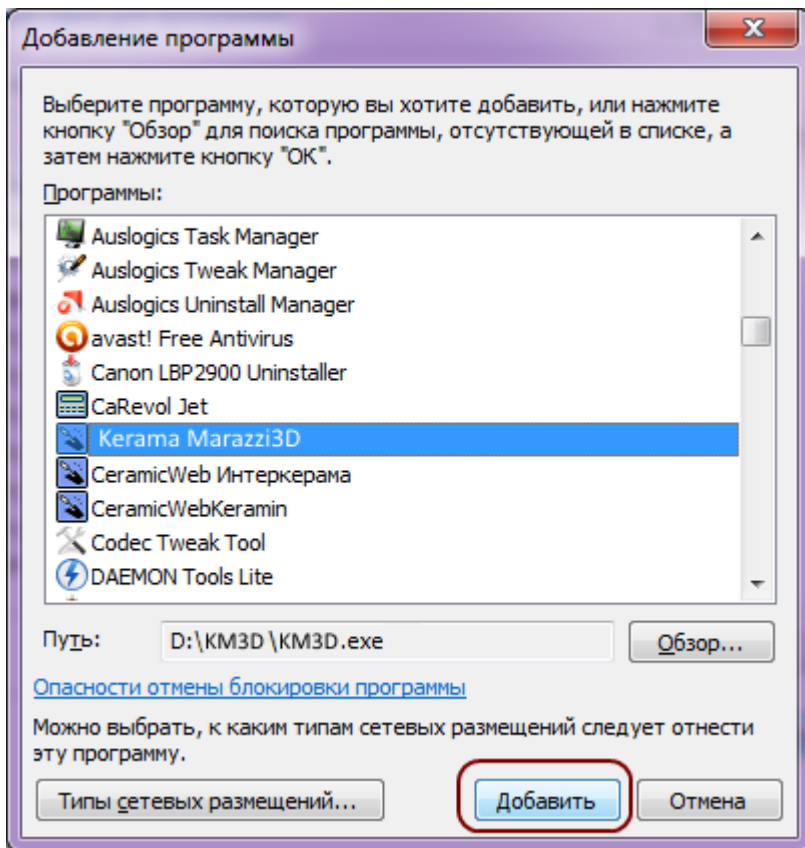 Добавление программы
Выберите программу, которую вы хотите добавить, или нажмите
кнопку "Обзор" для поиска программы, отсутствующей в списке, а
затем нажмите кнопку "ОК".
Программы:
Auslogics Task Manager
Auslogics Tweak Manager
Auslogics Uninstall Manager
avast! Free Antivirus
Canon LBP2900 Uninstaller
CaRevol Jet
Kerama Marazzi3D
CeramicWeb Интеркерама
CeramicWebKeramin
Codec Tweak Tool
DAEMON Tools Lite
Путь: D:\KM3D \KM3D.exe Обзор...
Опасности отмены блокировки программы
Можно выбрать, к каким типам сетевых размещений следует отнести
эту программу.
Типы сетевых размещений... Добавить Отмена